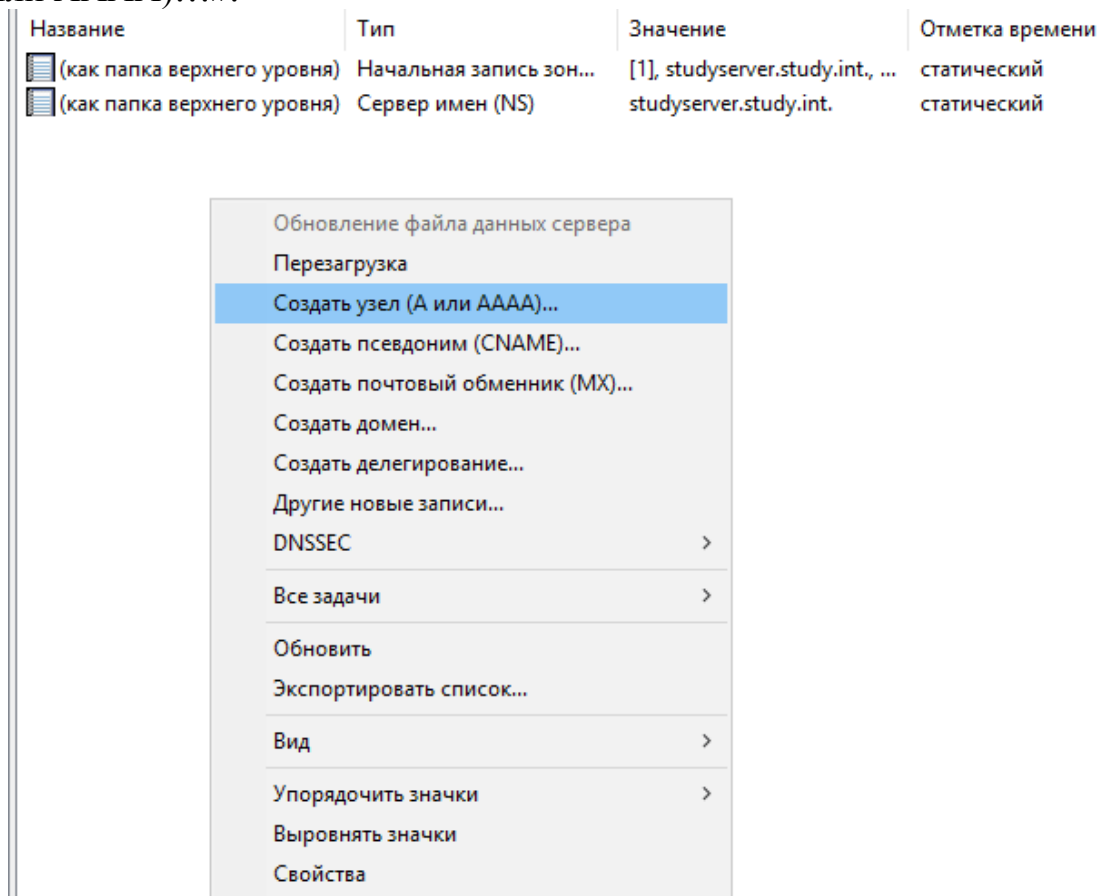 Название Тип Значение Отметка времени
(как папка верхнего уровня) Начальная запись зон... [1], studyserver.study.int., ... статический
(как папка верхнего уровня) Сервер имен (NS) studyserver.study.int. статический
Обновление файла данных сервера
Перезагрузка
Создать узел (A или AAAA)...
Создать псевдоним (CNAME)...
Создать почтовый обменник (MX)...
Создать домен...
Создать делегирование...
Другие новые записи...
DNSSEC
Все задачи
Обновить
Экспортировать список...
Вид
Упорядочить значки
Выровнять значки
Свойства